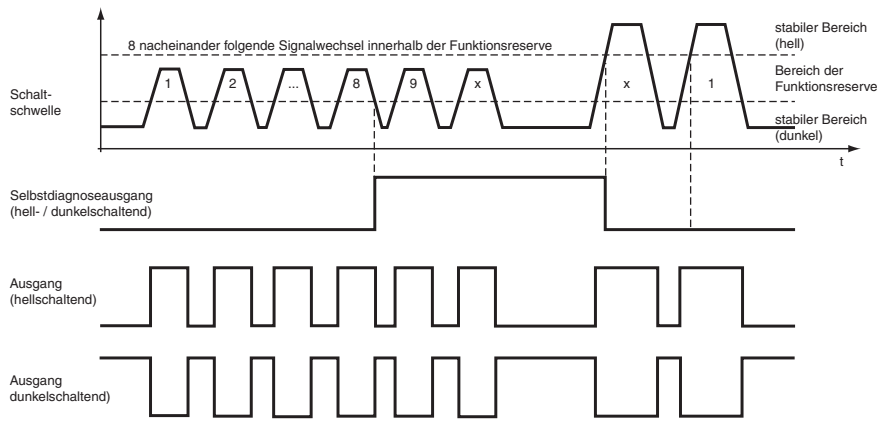 8 nacheinander folgende Signalwechsel innerhalb der Funktionsreserve
stabiler Bereich
(hell)
Bereich der
Funktionsreserve
stabiler Bereich
(dunkel)
Schalt-
schwelle
1 2 ... 8 9 x x 1
t
Selbstdiagnoseausgang
(hell- / dunkelschaltend)
Ausgang
(hellschaltend)
Ausgang
dunkelschaltend)